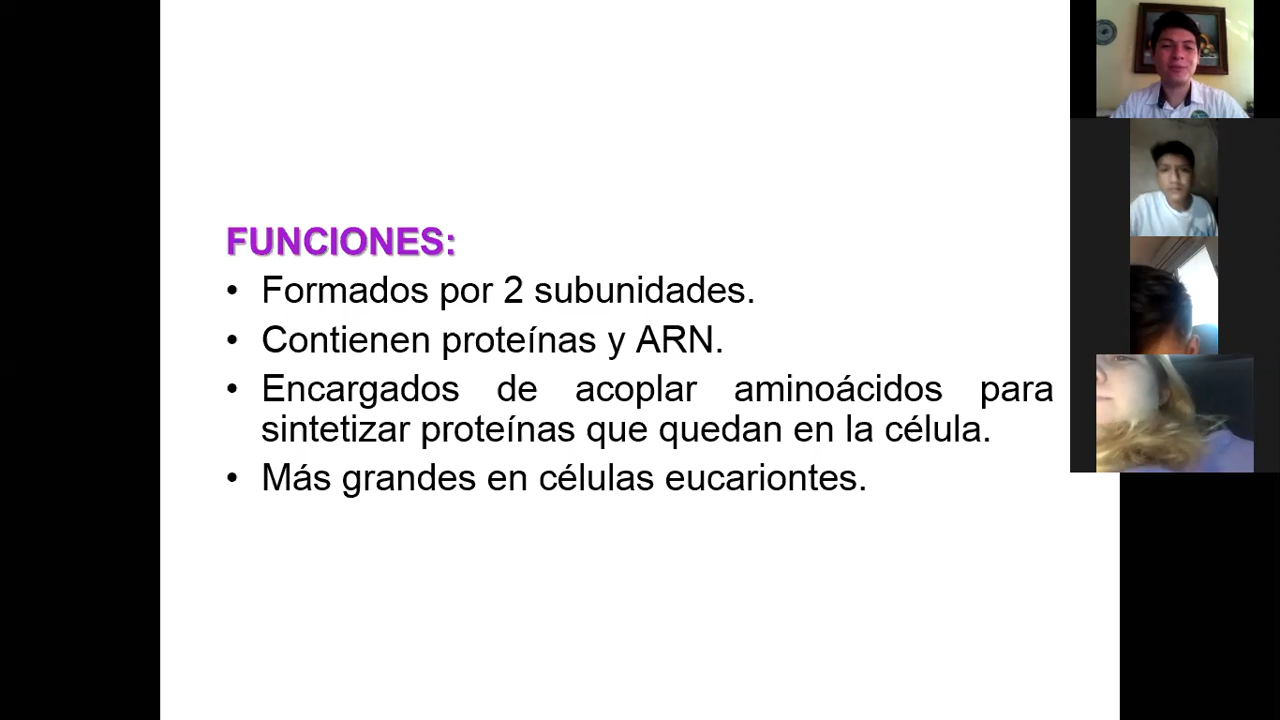 FUNCIONES:
• Formados por 2 subunidades.
• Contienen proteínas y ARN.
• Encargados de acoplar aminoácidos para
sintetizar proteínas que quedan en la célula.
• Más grandes en células eucariontes.